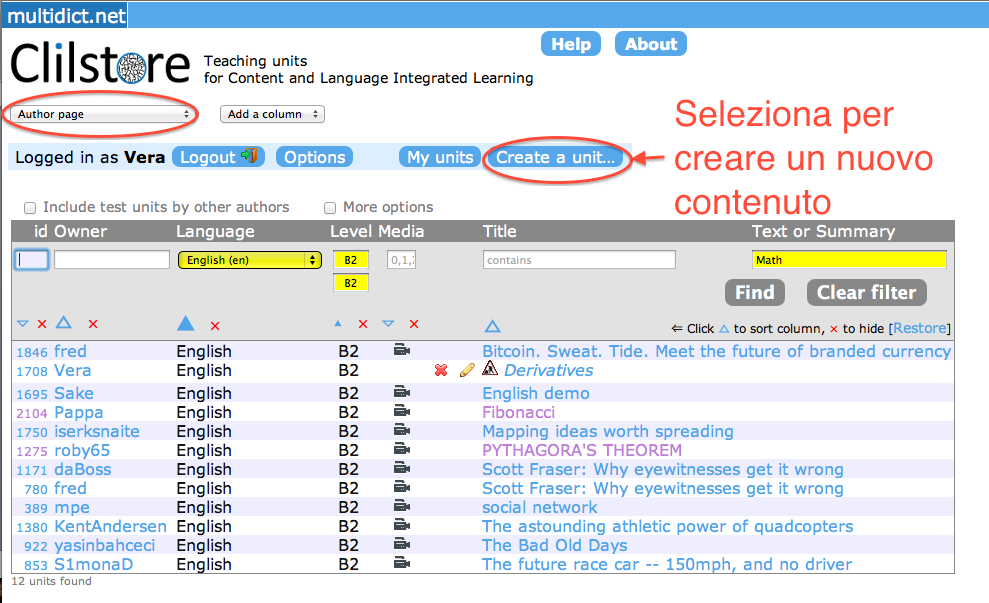 multidict.net
Help About
Clilstore
Teaching units
for Content and Language Integrated Learning
Author page Add a column
Seleziona per
creare un nuovo
contenuto
Logged in as Vera Logout Options My units Create a unit...
Include test units by other authors More options
id Owner Language Level Media Title Text or Summary
English (en) B2 0,1,2 contains Math
B2
Find Clear filter
⇐ Click △ to sort column, × to hide [Restore]
1846 fred English B2 Bitcoin. Sweat. Tide. Meet the future of branded currency
1708 Vera English B2 Derivatives
1695 Sake English B2 English demo
2104 Pappa English B2 Fibonacci
1750 iserksnaite English B2 Mapping ideas worth spreading
1275 roby65 English B2 PYTHAGORA'S THEOREM
1171 daBoss English B2 Scott Fraser: Why eyewitnesses get it wrong
780 fred English B2 Scott Fraser: Why eyewitnesses get it wrong
389 mpe English B2 social network
1380 KentAndersen English B2 The astounding athletic power of quadcopters
922 yasinbahceci English B2 The Bad Old Days
853 S1monaD English B2 The future race car -- 150mph, and no driver
12 units found